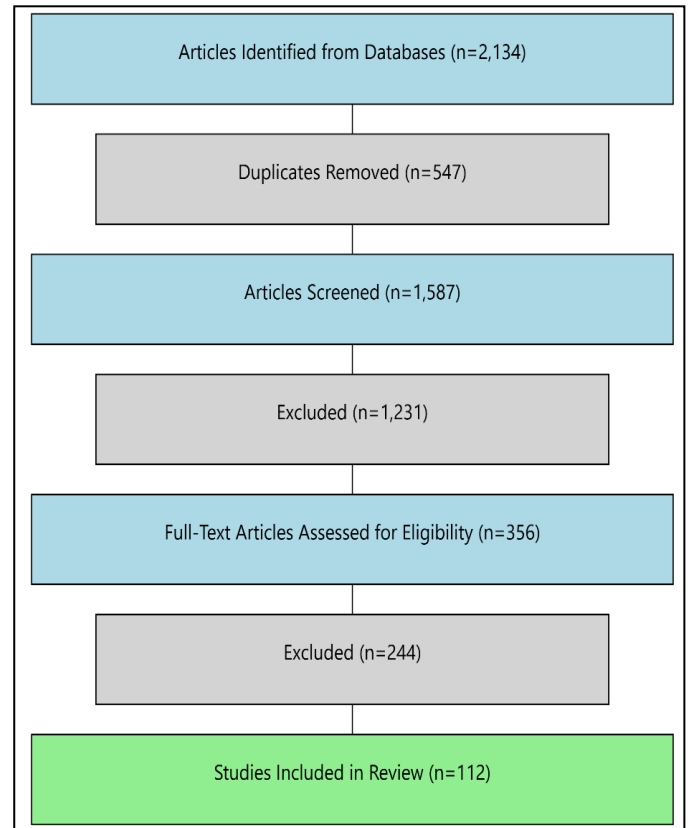 Articles Identified from Databases (n=2,134)
Duplicates Removed (n=547)
Articles Screened (n=1,587)
Excluded (n=1,231)
Full-Text Articles Assessed for Eligibility (n=356)
Excluded (n=244)
Studies Included in Review (n=112)